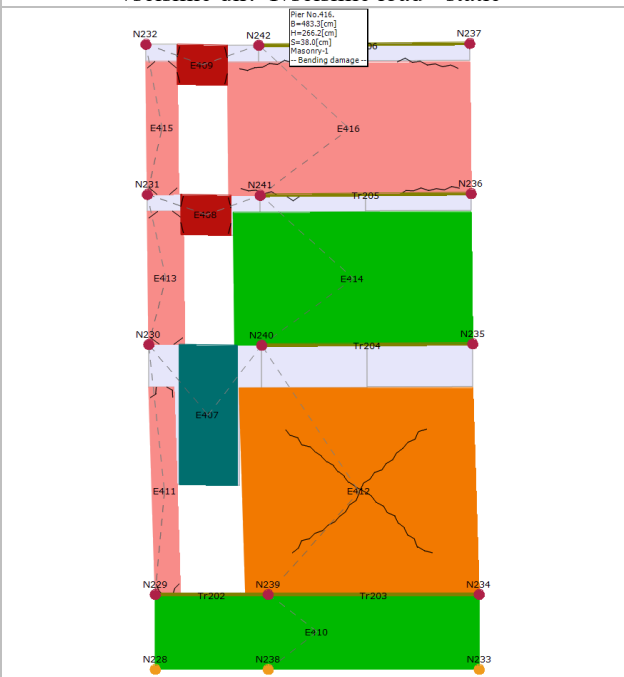 Pier No.416.
B=483.3[cm]
H=266.2[cm]
S=38.0[cm]
Masonry-1
-- Bending damage --
N232
N242
N237
E409
E415
E416
N231
N241
N236
Tr205
E408
E413
E414
N230
N240
N235
Tr204
E407
E411
E412
N229
N239
N234
Tr202
Tr203
E410
N228
N238
N233